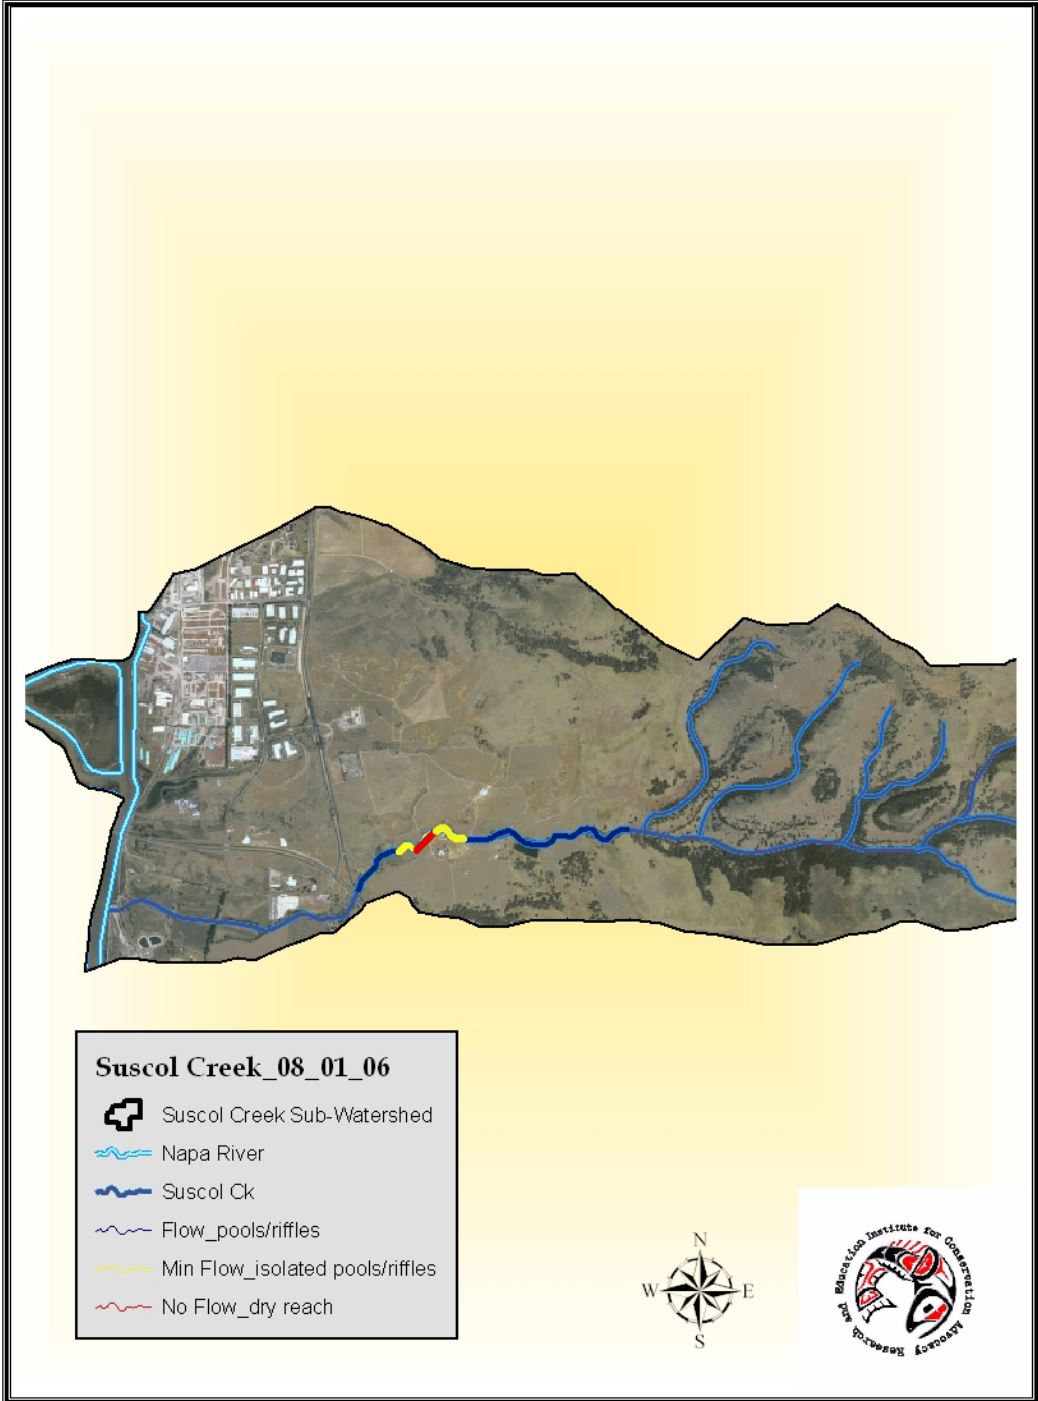 Suscol Creek_08_01_06
Suscol Creek Sub-Watershed
Napa River
Suscol Ck
Flow_pools/riffles
Min Flow_isolated pools/riffles
No Flow_dry reach
N
W E
S
Institute for Conservation Advocacy Research and Education